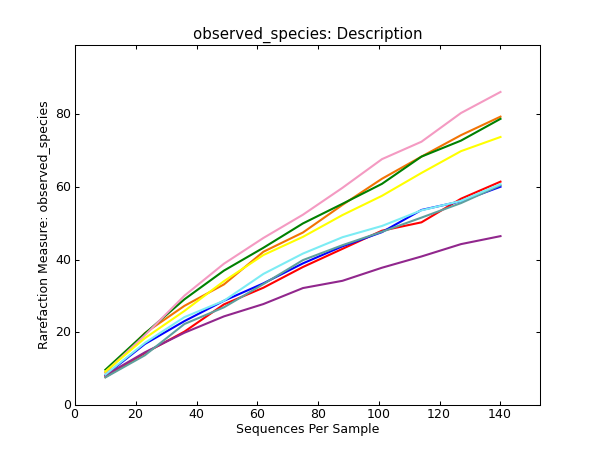 observed_species: Description
Rarefaction Measure: observed_species
80
60
40
20
0
0 20 40 60 80 100 120 140
Sequences Per Sample